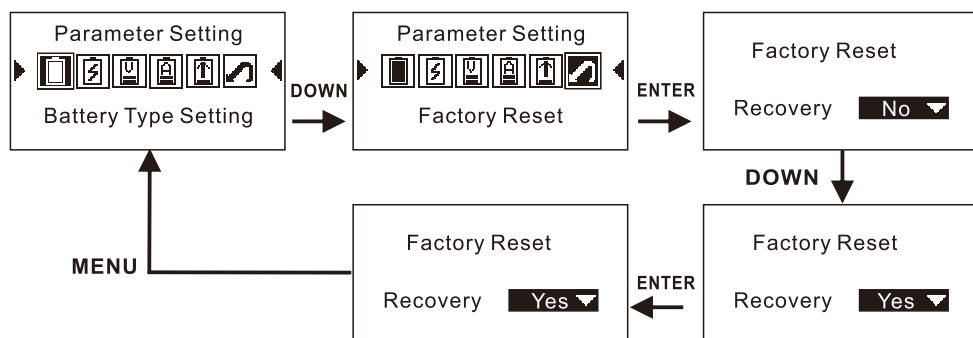 Parameter Setting
Battery Type Setting
DOWN
Parameter Setting
Factory Reset
ENTER
Factory Reset
Recovery No
DOWN
Factory Reset
Recovery Yes
ENTER
Factory Reset
Recovery Yes
MENU